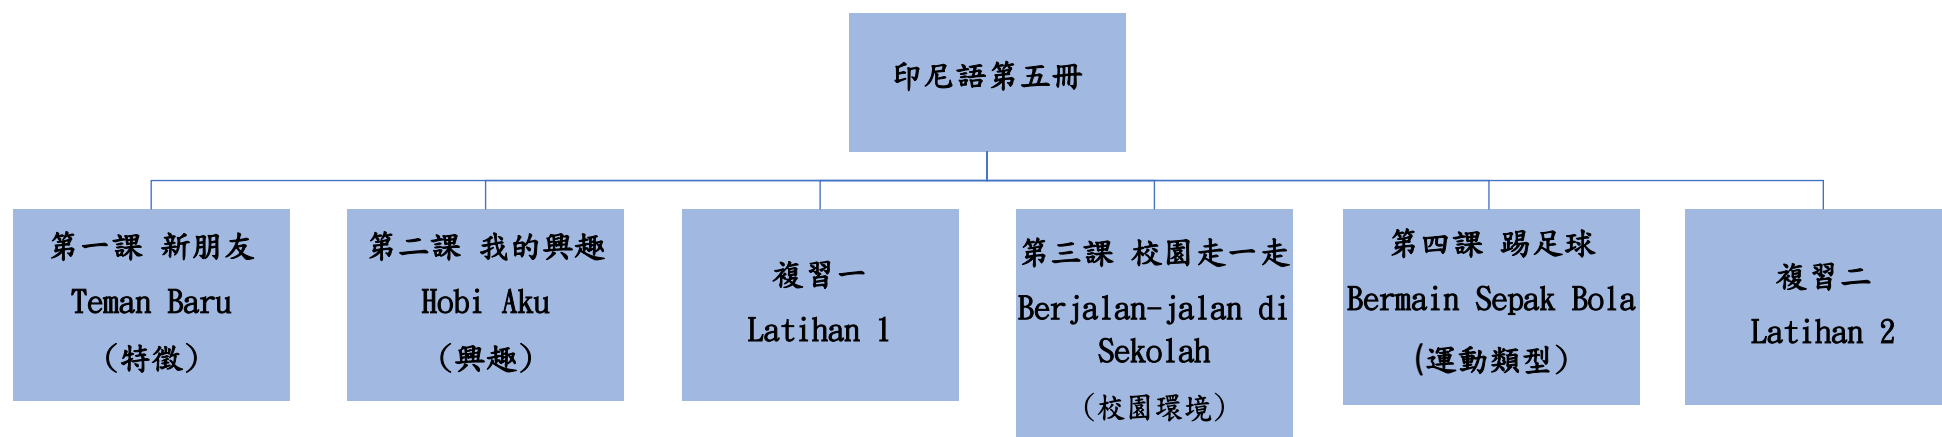 印尼語第五冊
第一課 新朋友
Teman Baru
(特徵)
第二課 我的興趣
Hobi Aku
(興趣)
複習一
Latihan 1
第三課 校園走一走
Berjalan-jalan di
Sekolah
(校園環境)
第四課 踢足球
Bermain Sepak Bola
(運動類型)
複習二
Latihan 2